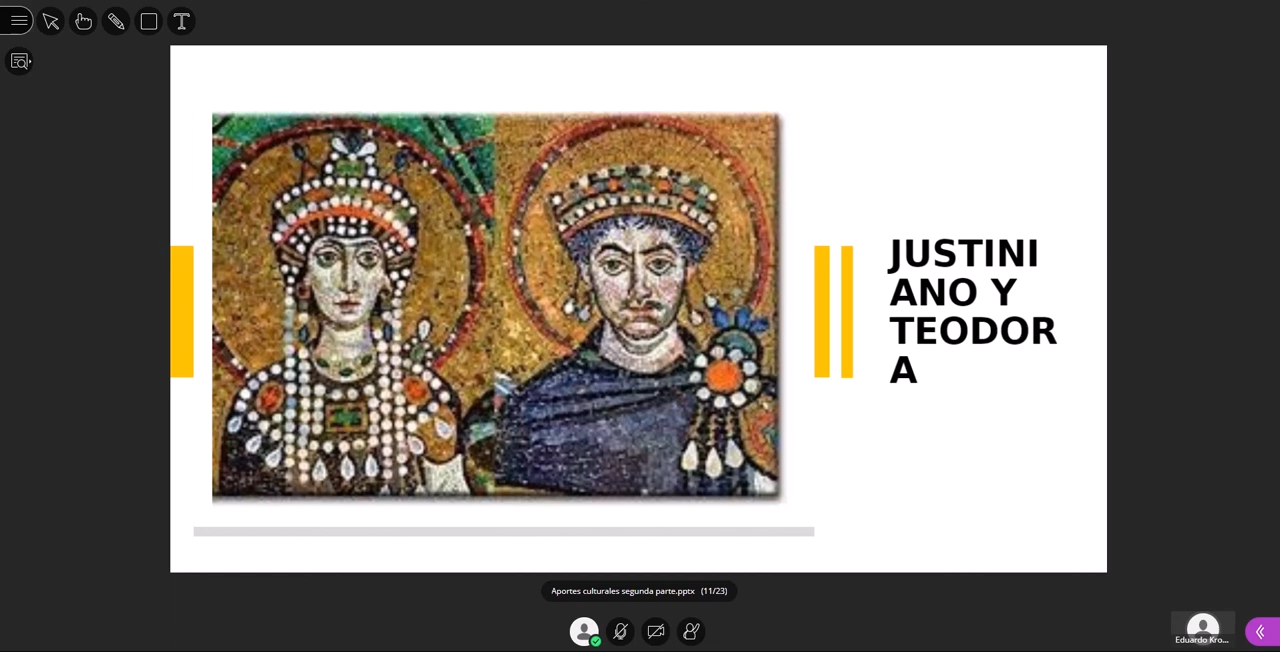 JUSTINI
ANO Y
TEODOR
A
Aportes culturales segunda parte.pptx (11/23)
Eduardo Kro...